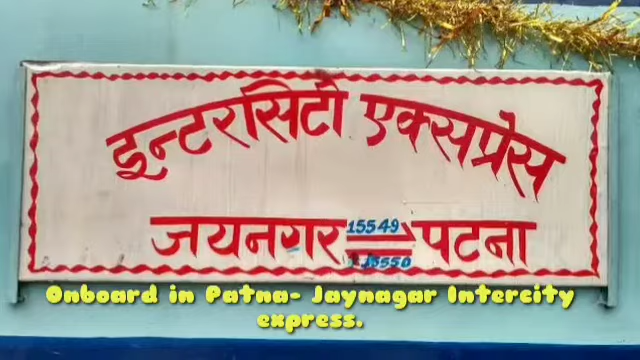 इन्टरसिटी एक्सप्रेस
जयनगर 15549 पटना
15550
Onboard in Patna- Jaynagar Intercity
express.